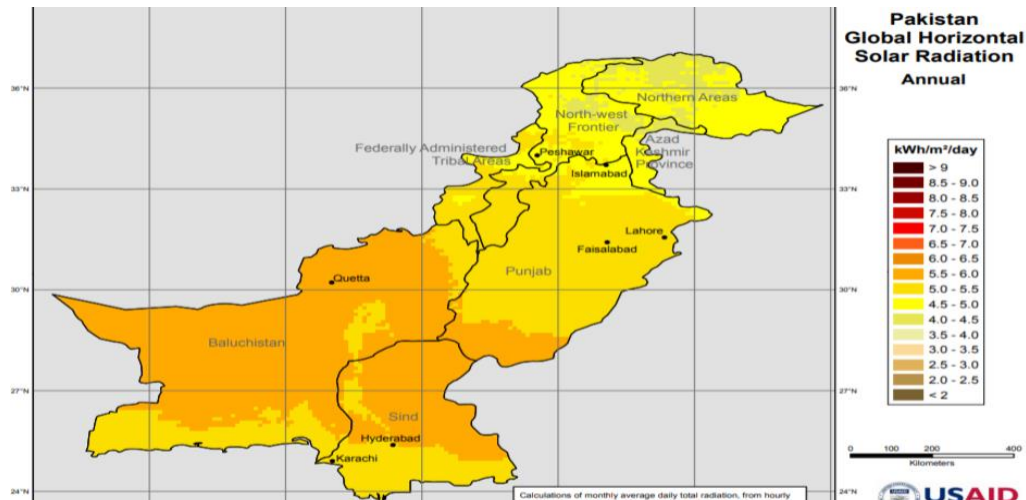 Pakistan
Global Horizontal
Solar Radiation
Annual
36°N
36°N
Northern Areas
North-west
Frontier
Azad
Kashmir
Province
Federally Administered
Tribal Areas
Peshawar
Islamabad
33°N
33°N
Lahore
Faisalabad
Punjab
Quetta
30°N
30°N
Baluchistan
27°N
27°N
Sind
Hyderabad
Karachi
24°N
24°N
kWh/m²/day
> 9
8.5 - 9.0
8.0 - 8.5
7.5 - 8.0
7.0 - 7.5
6.5 - 7.0
6.0 - 6.5
5.5 - 6.0
5.0 - 5.5
4.5 - 5.0
4.0 - 4.5
3.5 - 4.0
3.0 - 3.5
2.5 - 3.0
2.0 - 2.5
< 2
0 100 200 400
Kilometers
Calculations of monthly average daily total radiation, from hourly
USAID